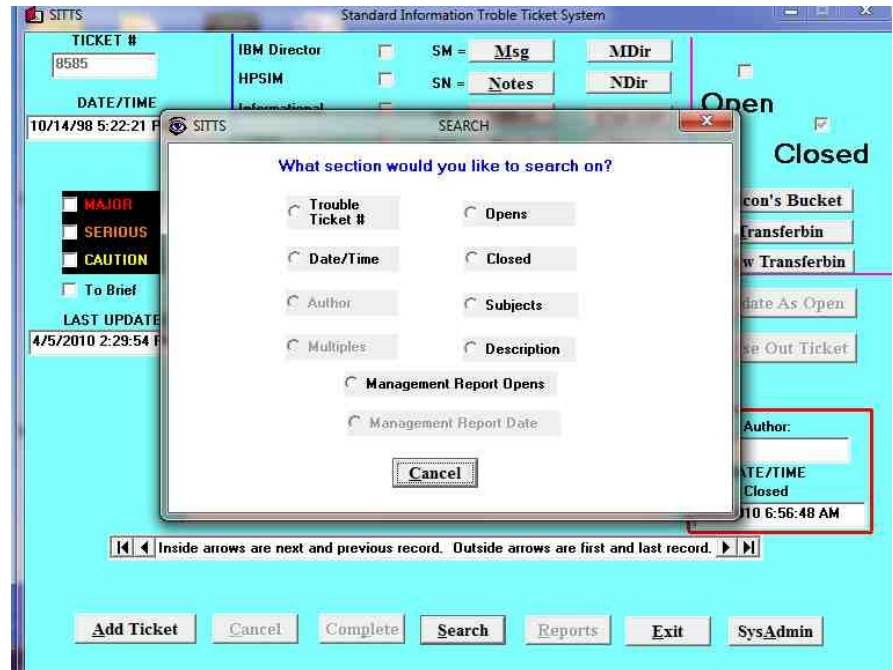 SITTS
Standard Information Troble Ticket System
TICKET #
8585
IBM Director
SM =
Msg
MDir
HPSIM
SN =
Notes
NDir
DATE/TIME
10/14/98 5:22:21
Informational
Open
Closed
SITTS
SEARCH
What section would you like to search on?
Trouble
Ticket #
Opens
Date/Time
Closed
Author
Subjects
Multiples
Description
Management Report Opens
Management Report Date
Cancel
MAJOR
SERIOUS
CAUTION
To Brief
LAST UPDATE
4/5/2010 2:29:54
con's Bucket
Transferbin
w Transferbin
date As Open
se Out Ticket
Author:
ATE/TIME
Closed
010 6:56:48 AM
Inside arrows are next and previous record. Outside arrows are first and last record.
Add Ticket
Cancel
Complete
Search
Reports
Exit
SysAdmin